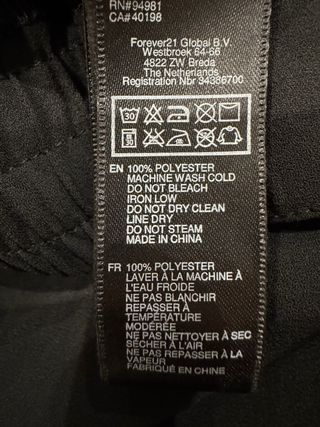 RN#94981
CA#40198
Forever21 Global B.V.
Westbroek 64-66
4822 ZW Breda
The Netherlands
Registration Nbr 34386700
30
30
EN 100% POLYESTER
MACHINE WASH COLD
DO NOT BLEACH
IRON LOW
DO NOT DRY CLEAN
LINE DRY
DO NOT STEAM
MADE IN CHINA
FR 100% POLYESTER
LAVER À LA MACHINE À
L'EAU FROIDE
NE PAS BLANCHIR
REPASSER À
TEMPÉRATURE
MODÉRÉE
NE PAS NETTOYER À SEC
SÉCHER À L'AIR
NE PAS REPASSER À LA
VAPEUR
FABRIQUÉ EN CHINE